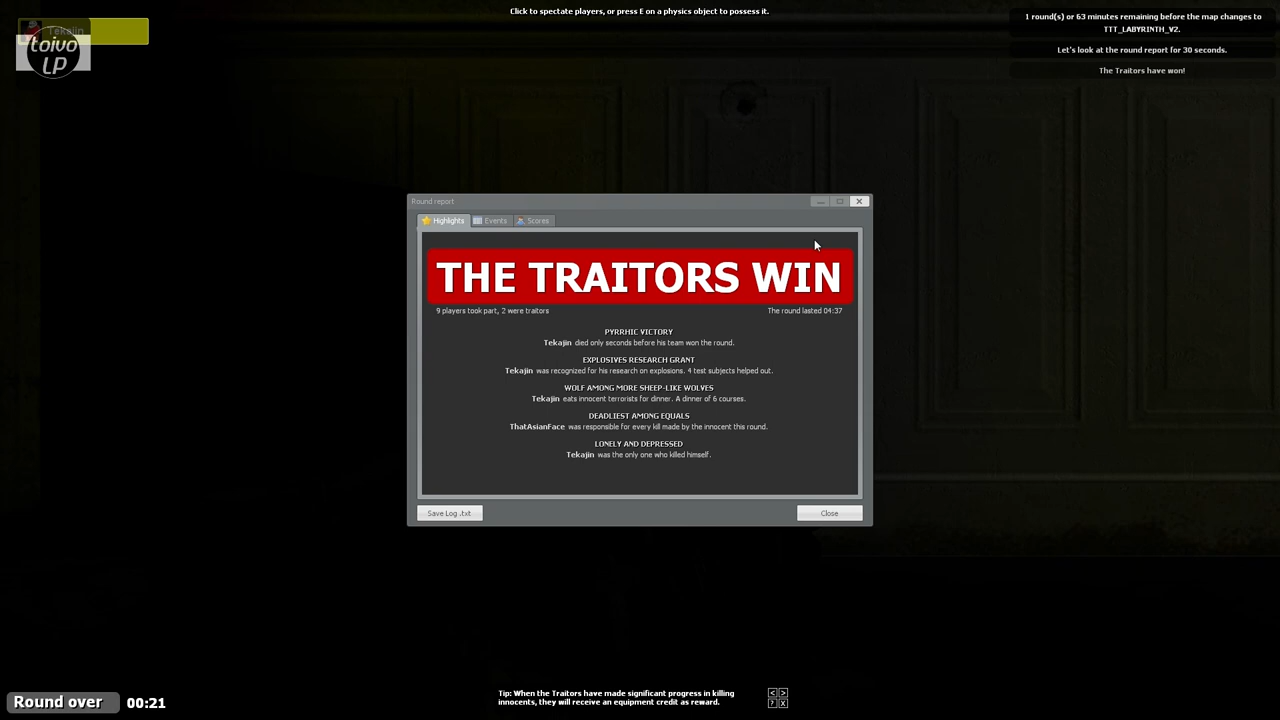 Click to spectate players, or press E on a physics object to possess it.
Tekajin
toivo
LP
1 round(s) or 63 minutes remaining before the map changes to
TTT_LABYRINTH_V2.
Let's look at the round report for 30 seconds.
The Traitors have won!
Round report
Highlights Events Scores
THE TRAITORS WIN
9 players took part, 2 were traitors The round lasted 04:37
PYRRHIC VICTORY
Tekajin died only seconds before his team won the round.
EXPLOSIVES RESEARCH GRANT
Tekajin was recognized for his research on explosions. 4 test subjects helped out.
WOLF AMONG MORE SHEEP-LIKE WOLVES
Tekajin eats innocent terrorists for dinner. A dinner of 6 courses.
DEADLIEST AMONG EQUALS
ThatAsianFace was responsible for every kill made by the innocent this round.
LONELY AND DEPRESSED
Tekajin was the only one who killed himself.
Save Log .txt Close
Round over 00:21
Tip: When the Traitors have made significant progress in killing
innocents, they will receive an equipment credit as reward.
< >
? X